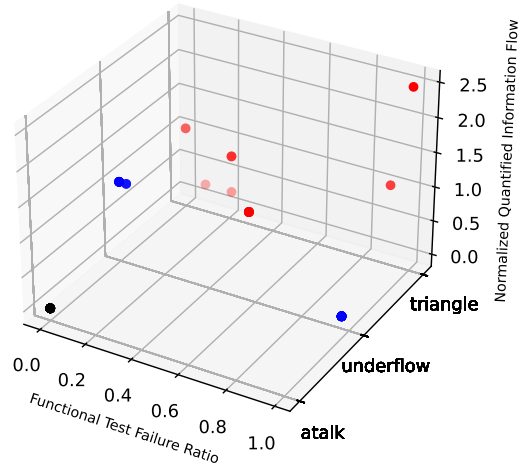 2.5
2.0
1.5
1.0
0.5
0.0
Normalized Quantified Information Flow
triangle
underflow
atalk
0.0
0.2
0.4
0.6
0.8
1.0
Functional Test Failure Ratio